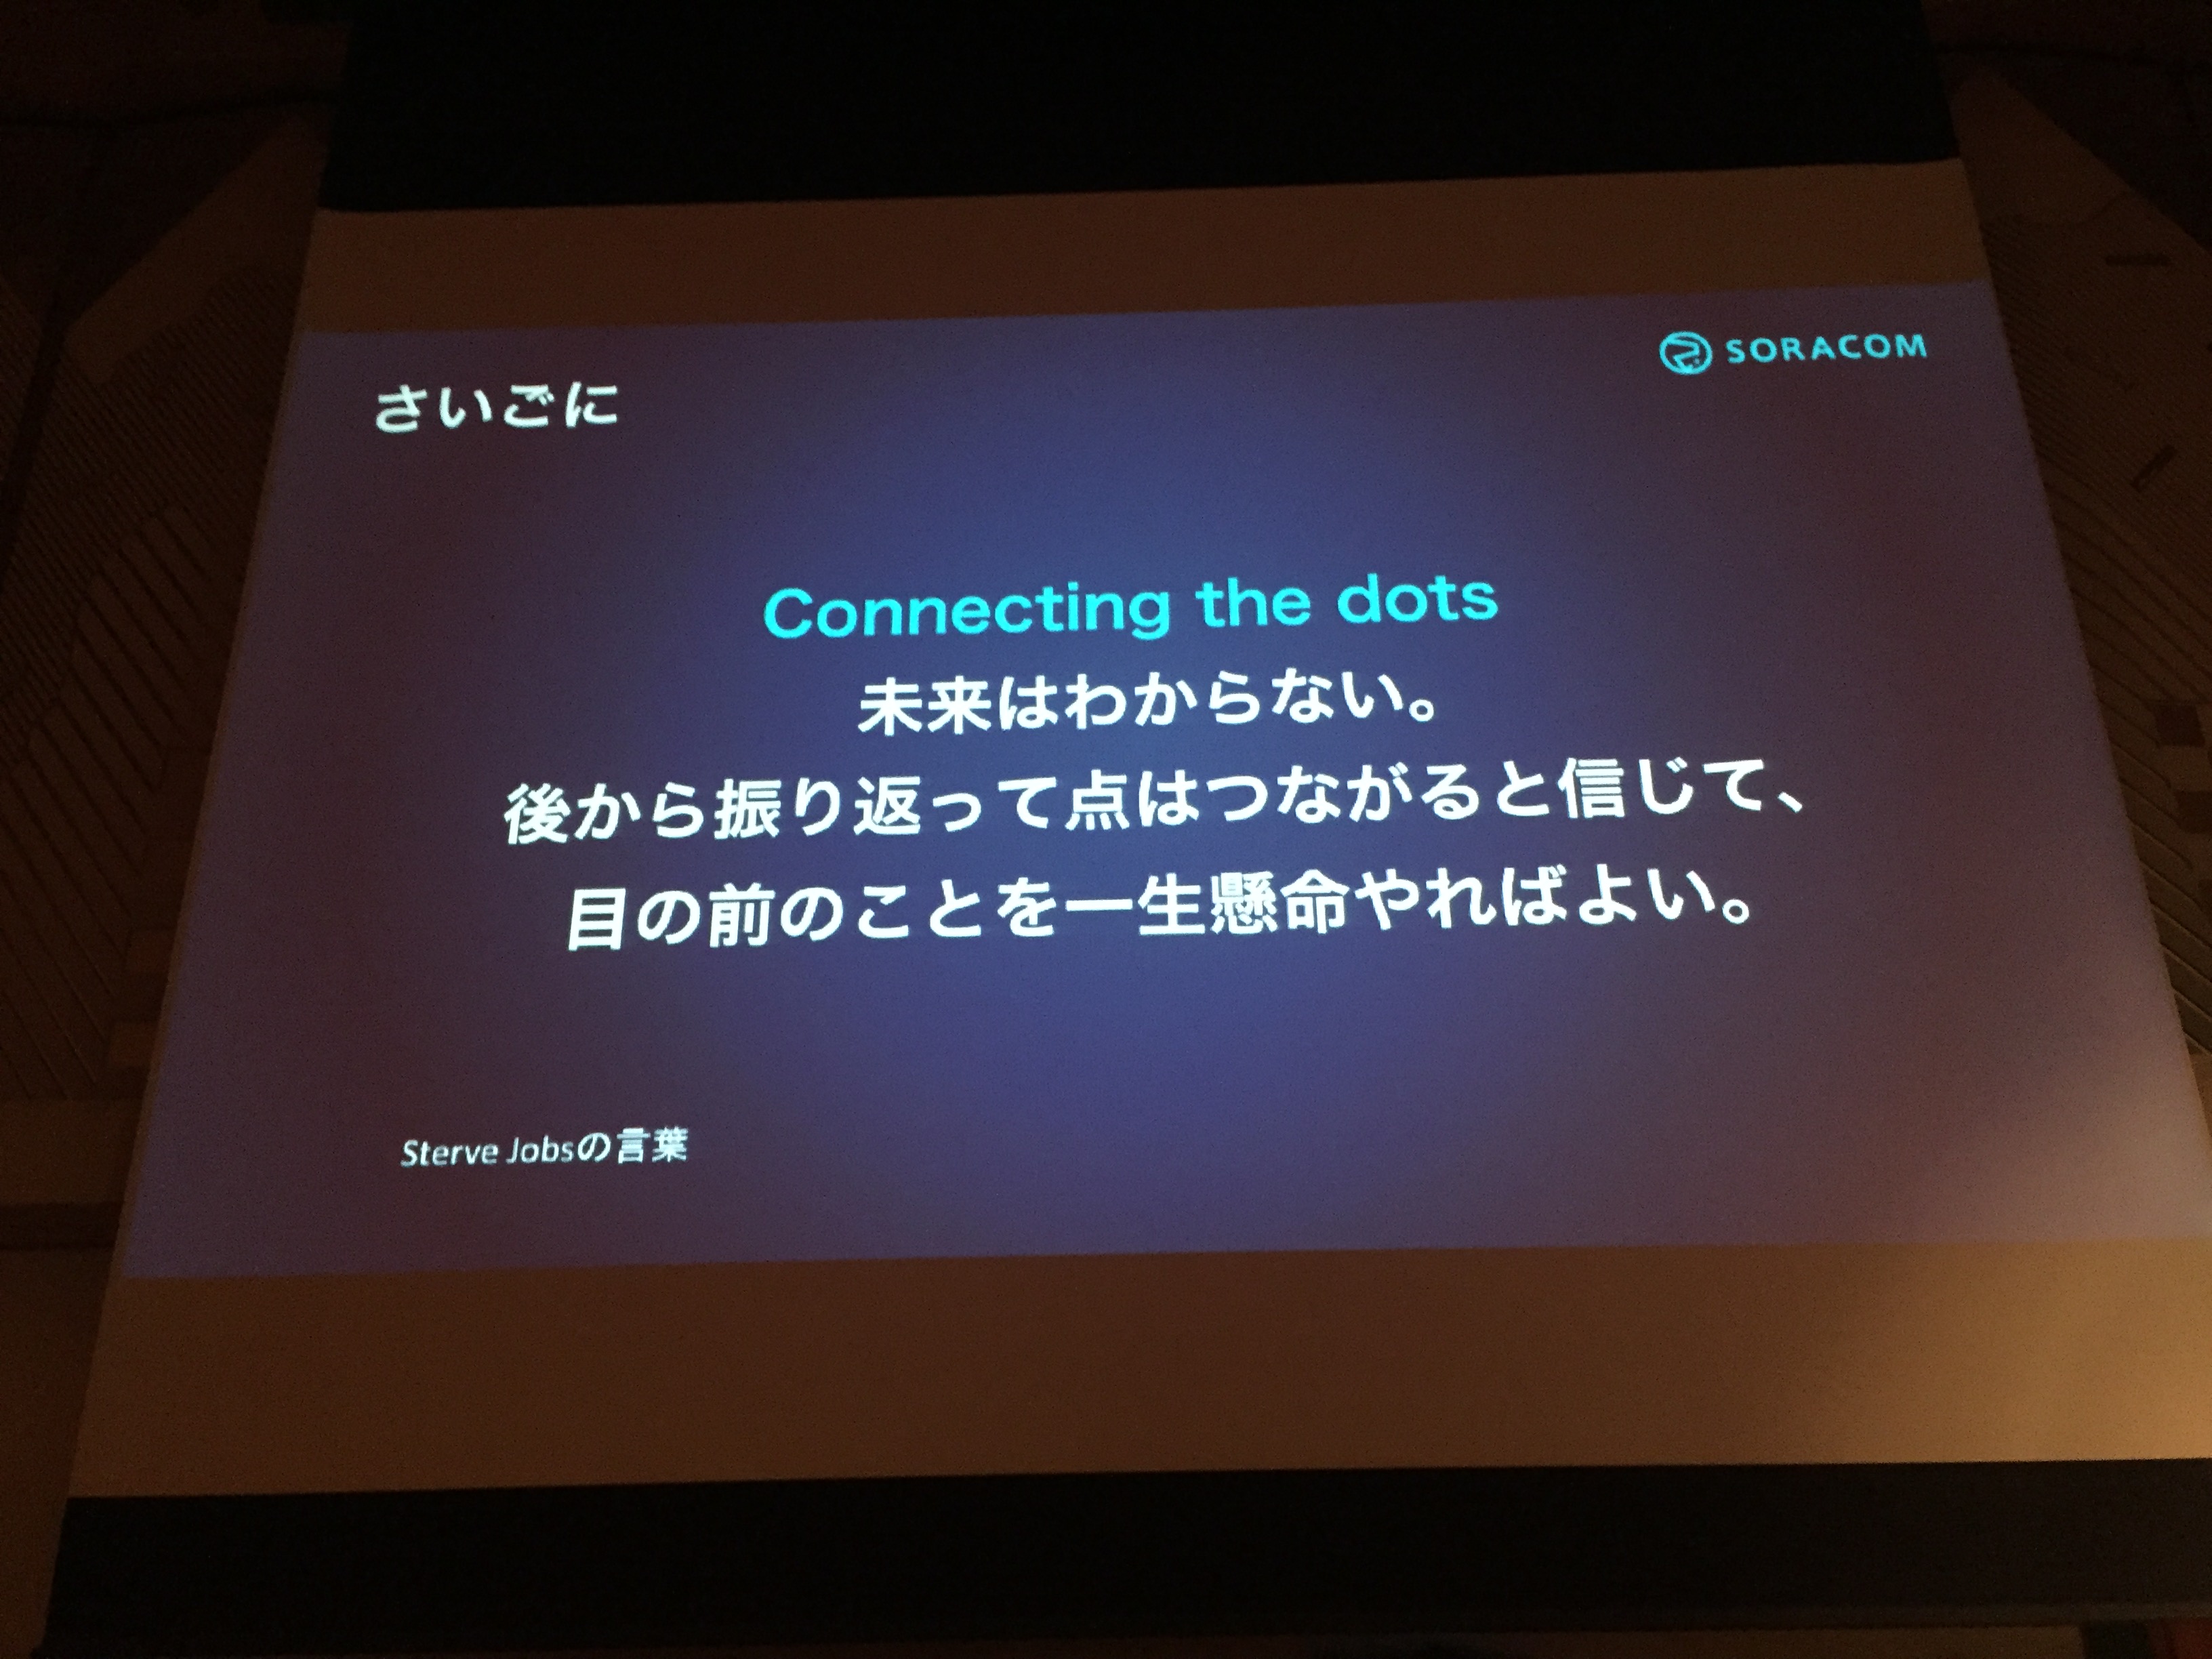 SORACOM
さいごに
Connecting the dots
未来はわからない。
後から振り返って点はつながると信じて、
目の前のことを一生懸命やればよい。
Sterve Jobsの言葉